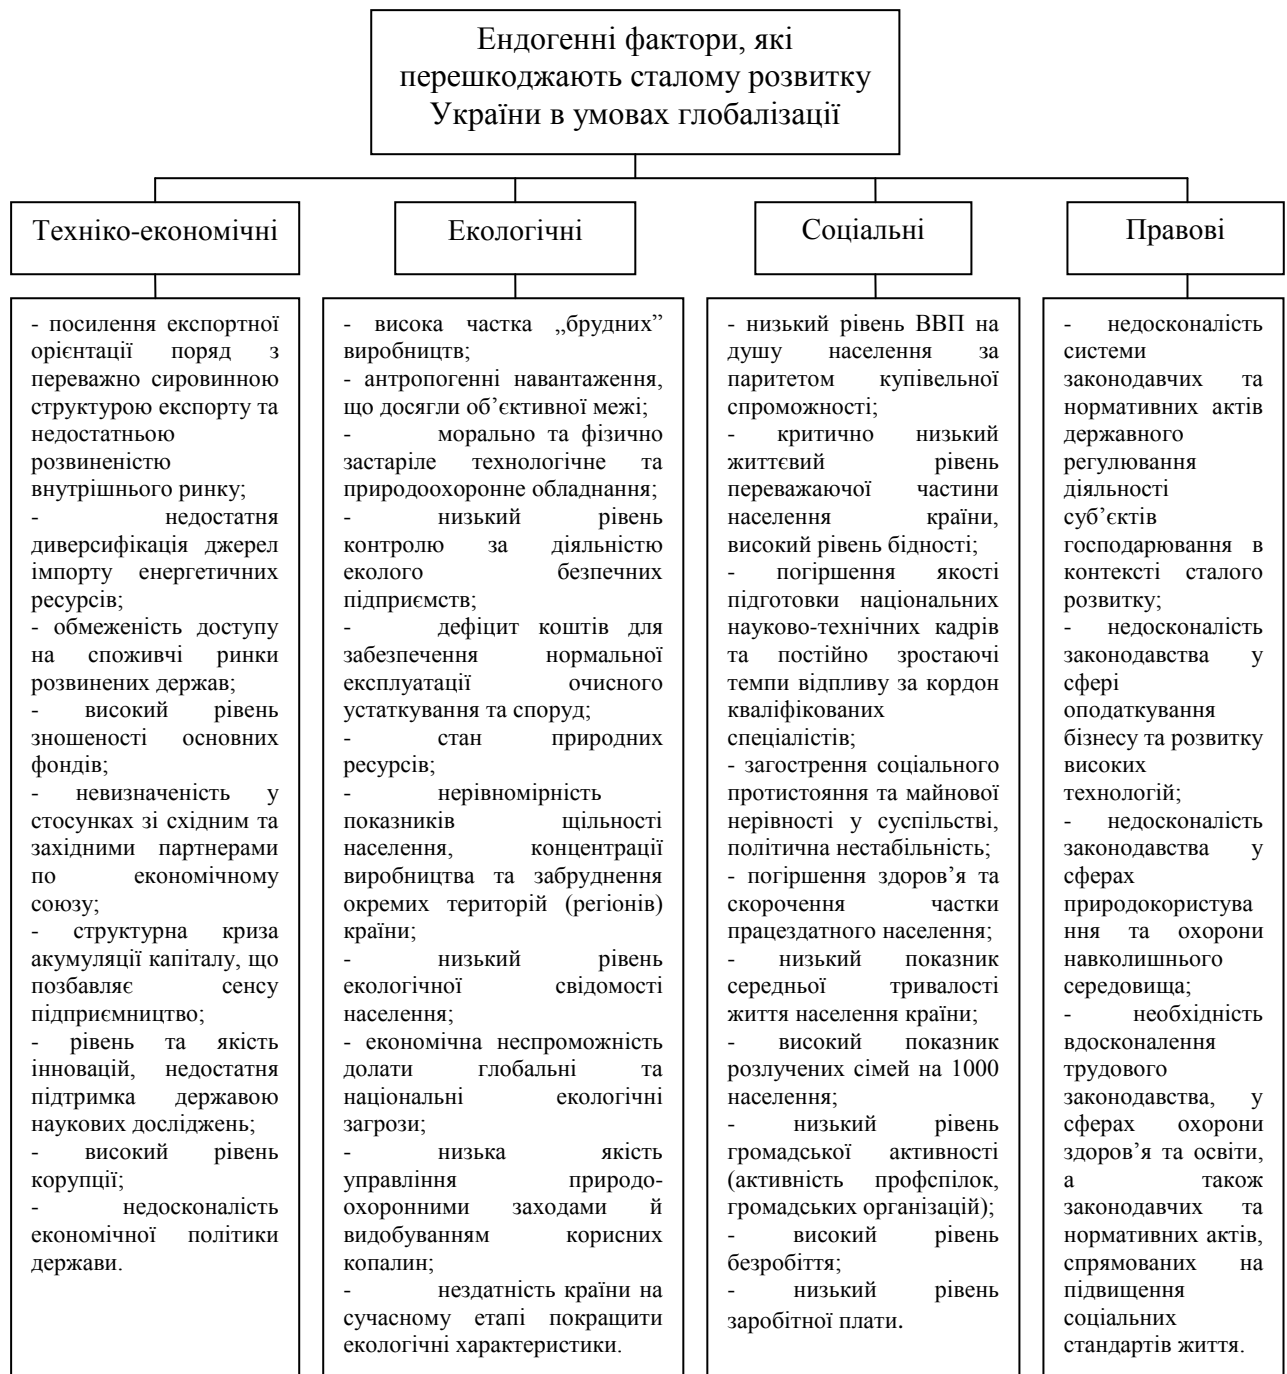 Ендогенні фактори, які
перешкоджають сталому розвитку
України в умовах глобалізації
Техніко-економічні
Екологічні
Соціальні
Правові
- посилення експортної
орієнтації поряд з
переважно сировинною
структурою експорту та
недостатньою
розвиненістю
внутрішнього ринку;
- недостатня
диверсифікація джерел
імпорту енергетичних
ресурсів;
- обмеженість доступу
на споживчі ринки
розвинених держав;
- високий рівень
зношеності основних
фондів;
- невизначеність у
стосунках зі східним та
західними партнерами
по економічному
союзу;
- структурна криза
акумуляції капіталу, що
позбавляє сенсу
підприємництво;
- рівень та якість
інновацій, недостатня
підтримка державою
наукових досліджень;
- високий рівень
корупції;
- недосконалість
економічної політики
держави.
- висока частка „брудних”
виробництв;
- антропогенні навантаження,
що досягли об’єктивної межі;
- морально та фізично
застаріле технологічне та
природоохоронне обладнання;
- низький рівень
контролю за діяльністю
еколого безпечних
підприємств;
- дефіцит коштів для
забезпечення нормальної
експлуатації очисного
устаткування та споруд;
- стан природних
ресурсів;
- нерівномірність
показників щільності
населення, концентрації
виробництва та забруднення
окремих територій (регіонів)
країни;
- низький рівень
екологічної свідомості
населення;
- економічна неспроможність
долати глобальні та
національні екологічні
загрози;
- низька якість
управління природо-
охоронними заходами й
видобуванням корисних
копалин;
- нездатність країни на
сучасному етапі покращити
екологічні характеристики.
- низький рівень ВВП на
душу населення за
паритетом купівельної
спроможності;
- критично низький
життєвий рівень
переважаючої частини
населення країни,
високий рівень бідності;
- погіршення якості
підготовки національних
науково-технічних кадрів
та постійно зростаючі
темпи відпливу за кордон
кваліфікованих
спеціалістів;
- загострення соціального
протистояння та майнової
нерівності у суспільстві,
політична нестабільність;
- погіршення здоров’я та
скорочення частки
працездатного населення;
- низький показник
середньої тривалості
життя населення країни;
- високий показник
розлучених сімей на 1000
населення;
- низький рівень
громадської активності
(активність профспілок,
громадських організацій);
- високий рівень
безробіття;
- низький рівень
заробітної плати.
- недосконалість
системи
законодавчих та
нормативних актів
державного
регулювання
діяльності
суб’єктів
господарювання в
контексті сталого
розвитку;
- недосконалість
законодавства у
сфері
оподаткування
бізнесу та розвитку
високих
технологій;
- недосконалість
законодавства у
сферах
природокористува
ння та охорони
навколишнього
середовища;
- необхідність
вдосконалення
трудового
законодавства, у
сферах охорони
здоров’я та освіти,
а також
законодавчих та
нормативних актів,
спрямованих на
підвищення
соціальних
стандартів життя.